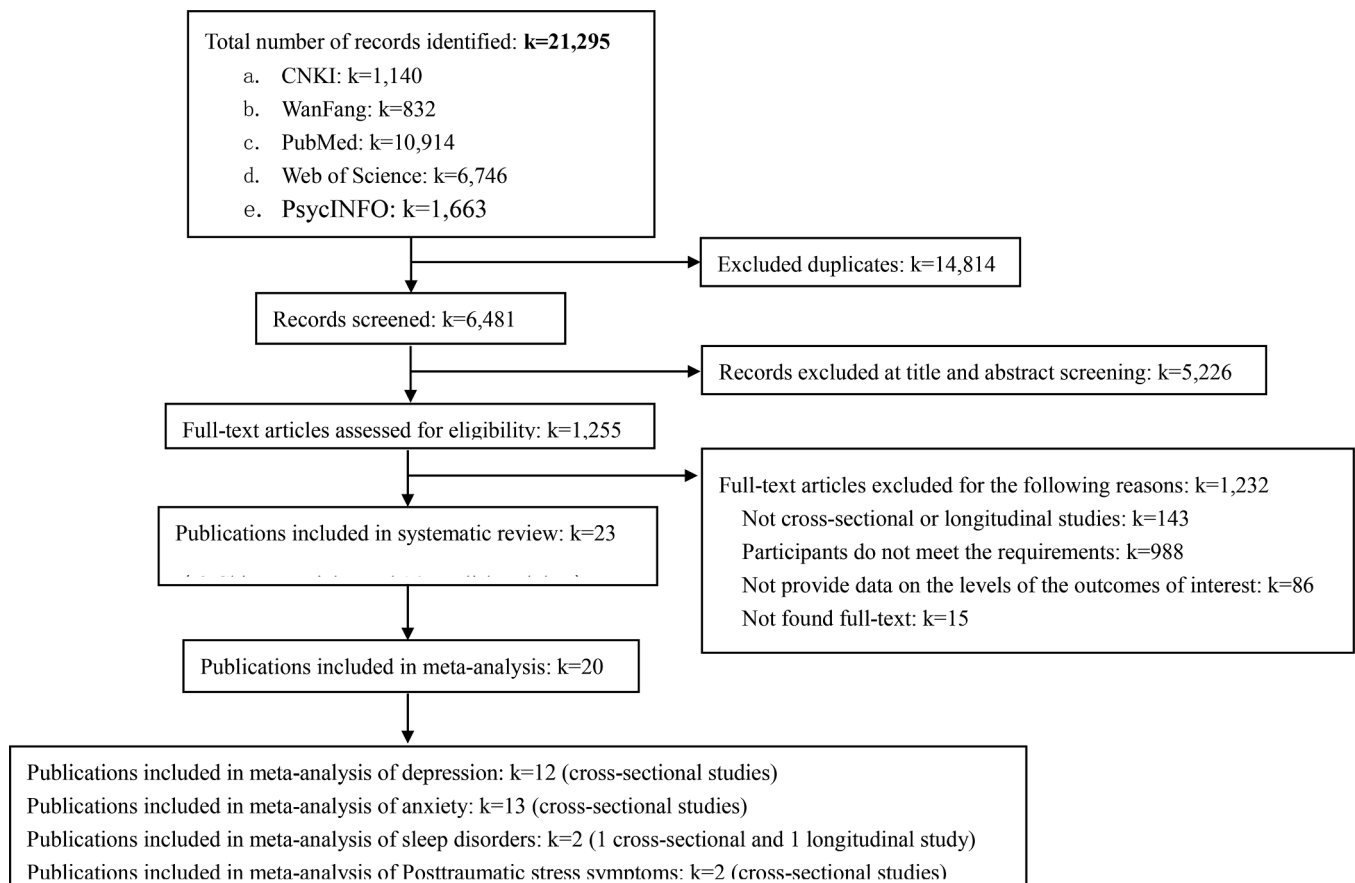 Total number of records identified: k=21,295
a. CNKI: k=1,140
b. WanFang: k=832
c. PubMed: k=10,914
d. Web of Science: k=6,746
e. PsycINFO: k=1,663
Excluded duplicates: k=14,814
Records screened: k=6,481
Records excluded at title and abstract screening: k=5,226
Full-text articles assessed for eligibility: k=1,255
Full-text articles excluded for the following reasons: k=1,232
Not cross-sectional or longitudinal studies: k=143
Participants do not meet the requirements: k=988
Not provide data on the levels of the outcomes of interest: k=86
Not found full-text: k=15
Publications included in systematic review: k=23
Publications included in meta-analysis: k=20
Publications included in meta-analysis of depression: k=12 (cross-sectional studies)
Publications included in meta-analysis of anxiety: k=13 (cross-sectional studies)
Publications included in meta-analysis of sleep disorders: k=2 (1 cross-sectional and 1 longitudinal study)
Publications included in meta-analysis of Posttraumatic stress symptoms: k=2 (cross-sectional studies)